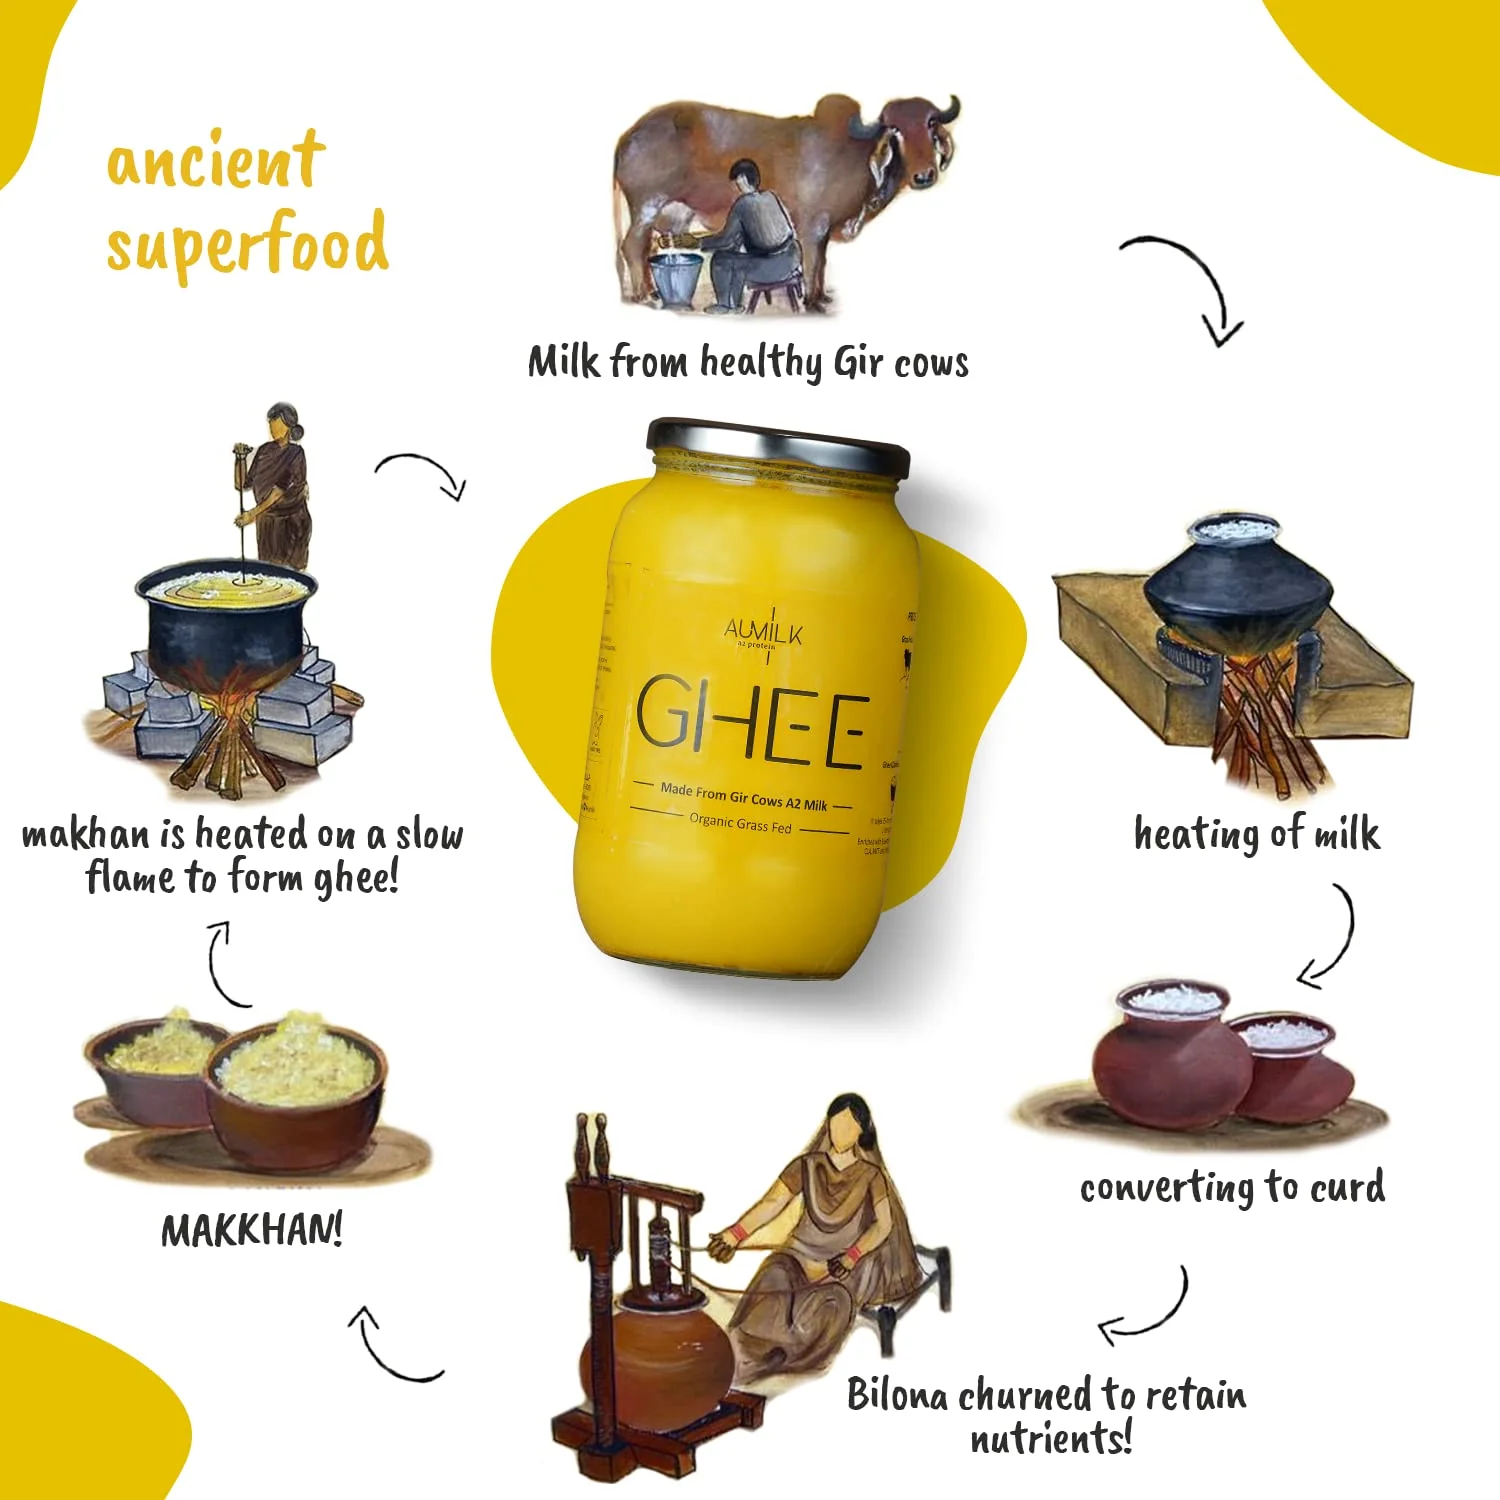 ancient
superfood
Milk from healthy Gir cows
AUMILK
a2 protein
GHEE
Made From Gir Cows A2 Milk
Organic Grass Fed
heating of milk
converting to curd
Bilona churned to retain
nutrients!
MAKKHAN!
makhan is heated on a slow
flame to form ghee!